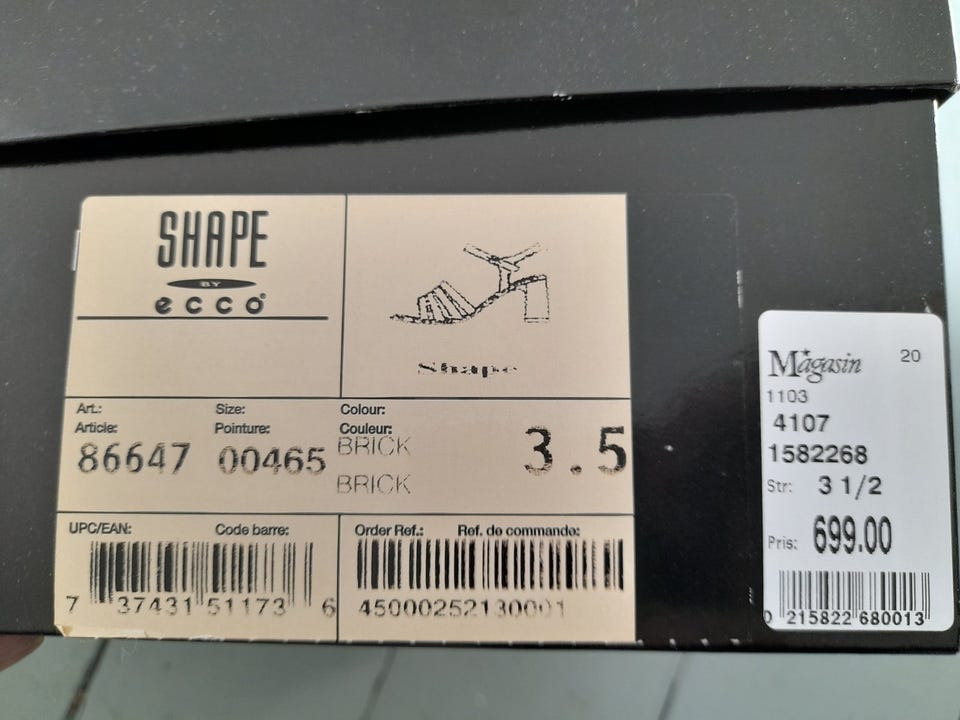 SHAPE
BY
ecco
Shape
Art.: Size: Colour:
Article: Pointure: Couleur:
86647 00465 BRICK 3.5
BRICK
UPC/EAN: Code barre: Order Ref.: Ref. de commande:
7 37431 51173 6 45000252130001
Magasin 20
1103
4107
1582268
Str: 3 1/2
Pris: 699.00
0 215822 680013